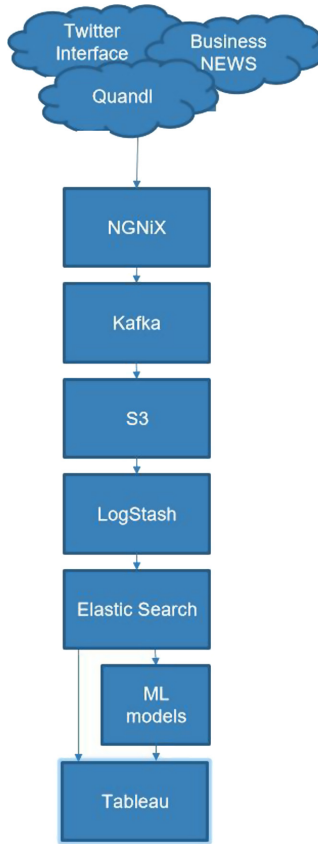 Twitter
Interface
Business
NEWS
Quandl
NGNiX
Kafka
S3
LogStash
Elastic Search
ML
models
Tableau